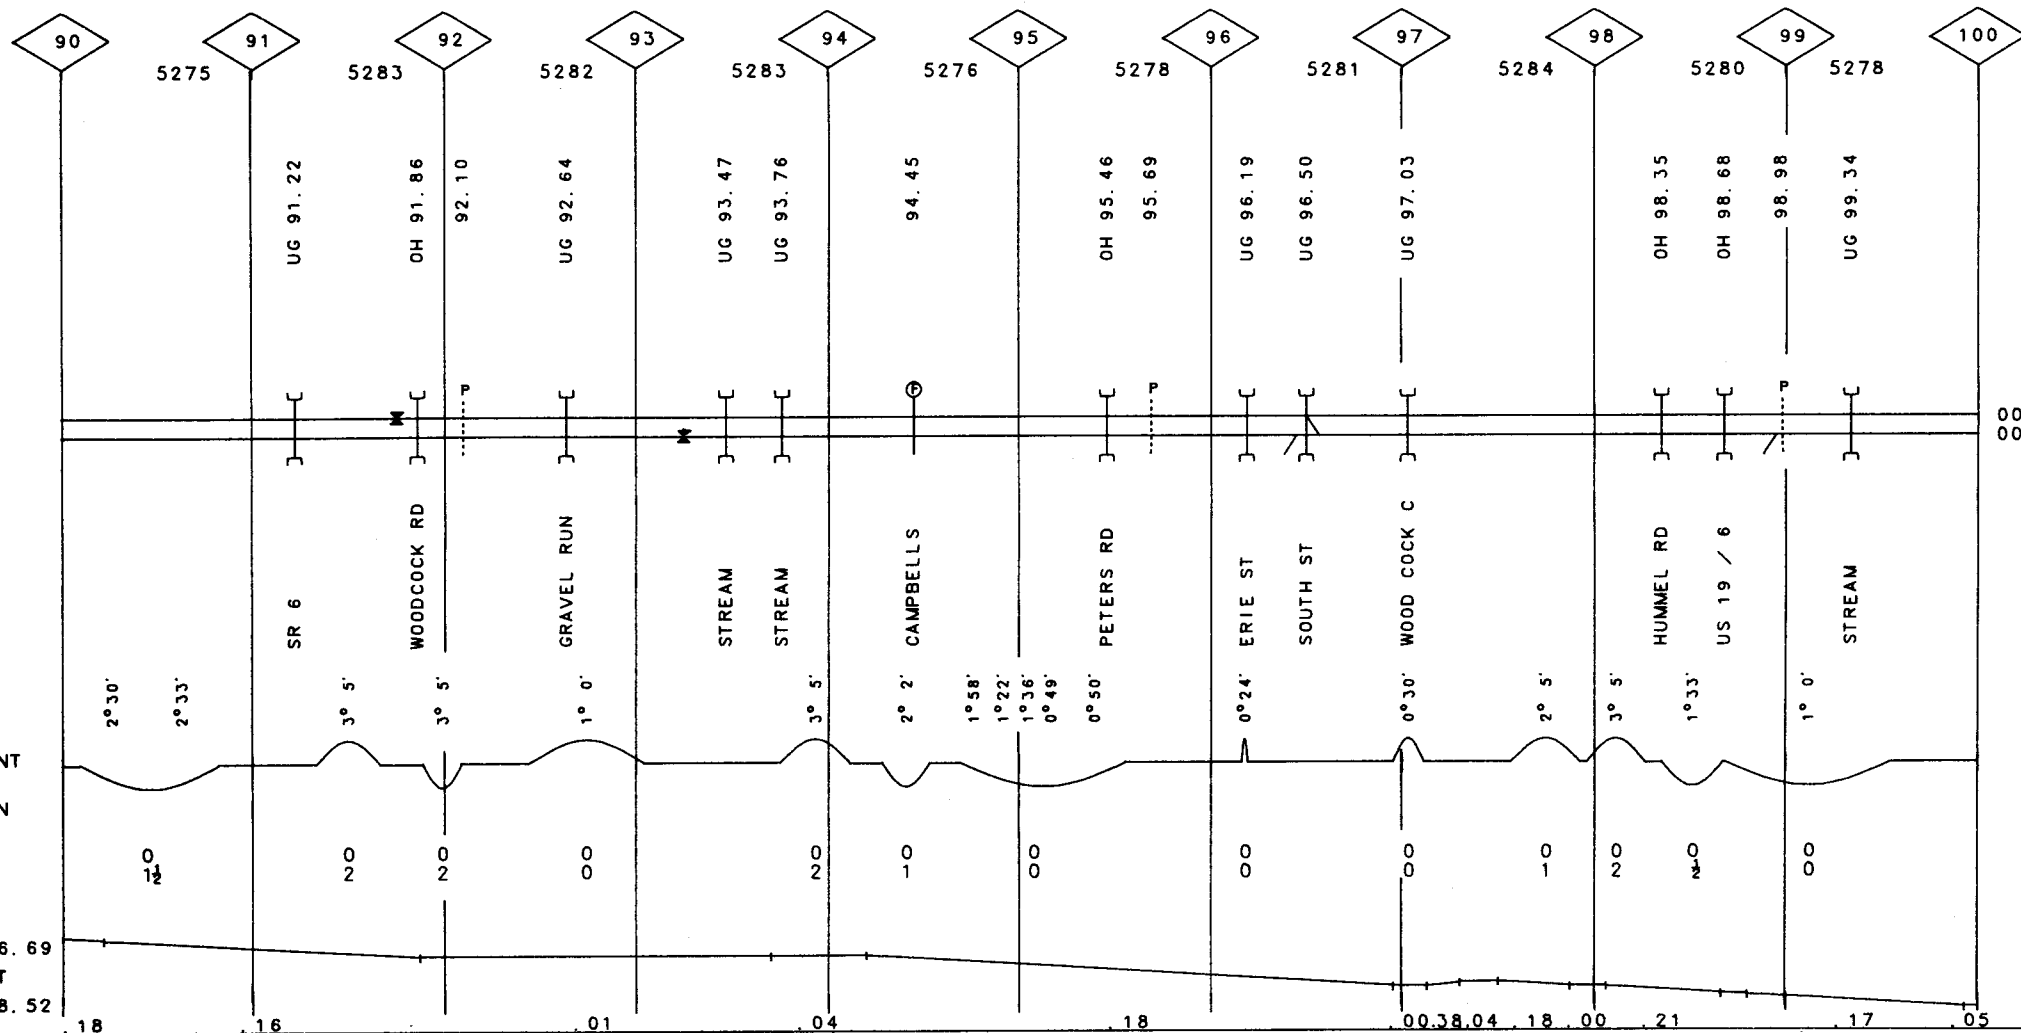 90 91 92 93 94 95 96 97 98 99 100
5275 5283 5282 5283 5276 5278 5281 5284 5280 5278
UG 91.22
OH 91.86
92.10
UG 92.64
UG 93.47
UG 93.76
94.45
OH 95.46
95.69
UG 96.19
UG 96.50
UG 97.03
OH 98.35
OH 98.68
98.98
UG 99.34
P F P P
00
00
SR 6
WOODCOCK RD
GRAVEL RUN
STREAM
STREAM
CAMPBELLS
PETERS RD
ERIE ST
SOUTH ST
WOOD COCK C
HUMMEL RD
US 19 / 6
STREAM
2°30'
2°33'
3° 5'
3° 5'
1° 0'
3° 5'
2° 2'
1°58'
1°22'
1°36'
0°49'
0°50'
0°24'
0°30'
2° 5'
3° 5'
1°33'
1° 0'
NT
N
0 0 0 0 0 0 0 0 0 0 0 0 0
1½ 2 2 0 2 1 0 0 0 1 2 ½ 0
6.69
T
8.52
.18 .16 .01 .04 .18 .00 .38 .04 .18 .00 .21 .17 .05